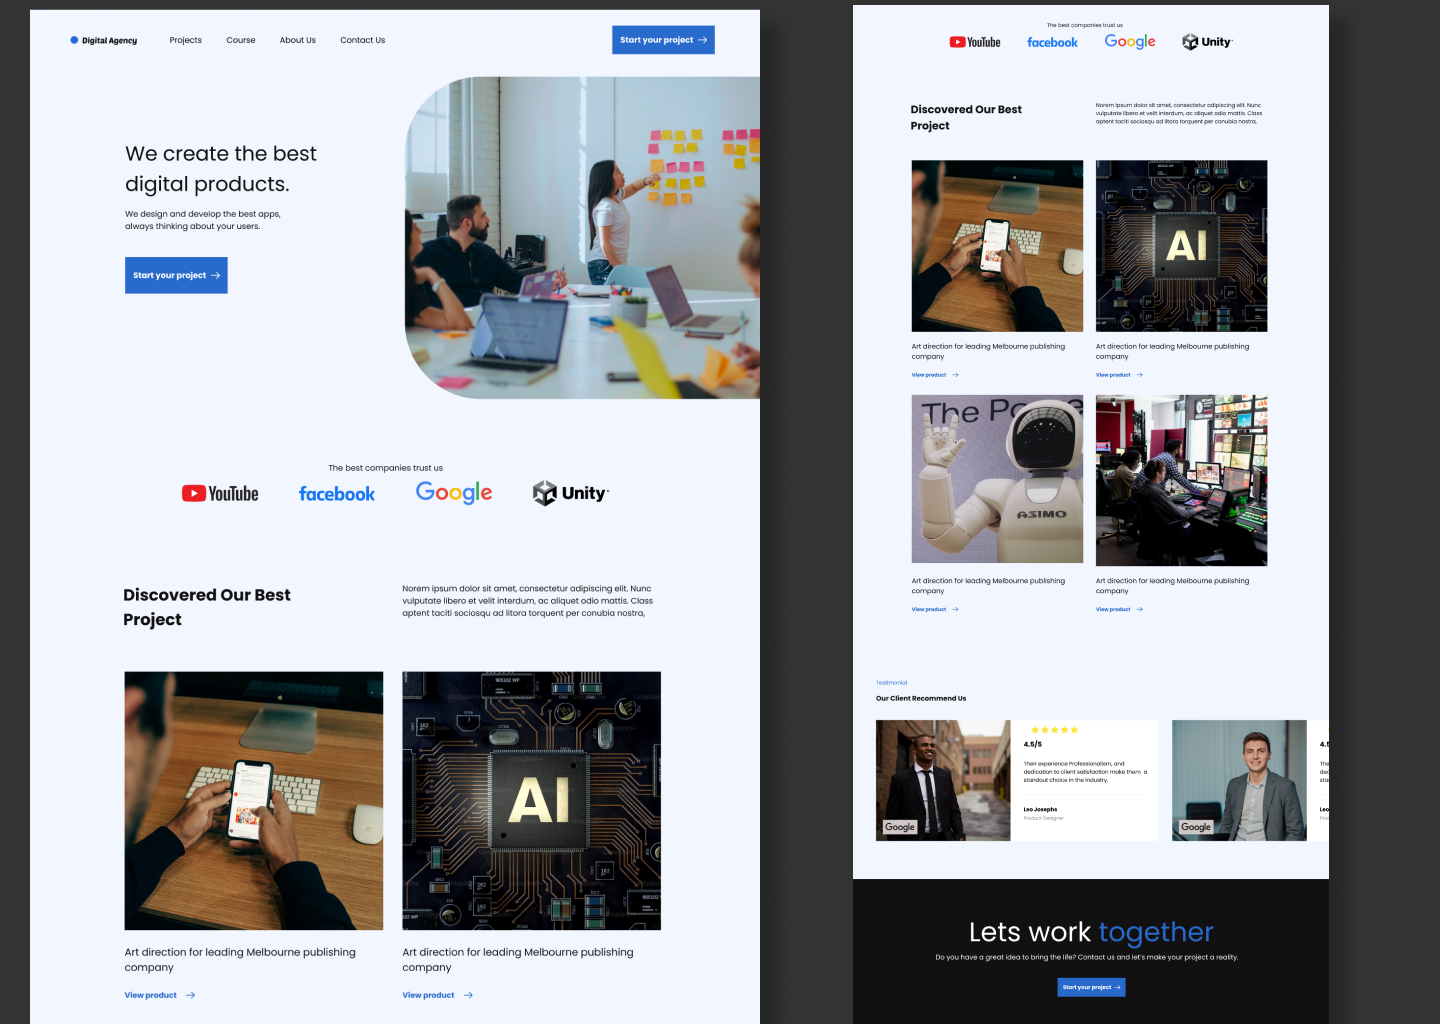 Digital Agency
Projects
Course
About Us
Contact Us
Start your project
We create the best
digital products.
We design and develop the best apps,
always thinking about your users.
Start your project
The best companies trust us
YouTube
facebook
Google
Unity
Discovered Our Best
Project
Norem ipsum dolor sit amet, consectetur adipiscing elit. Nunc
vulputate libero et velit interdum, ac aliquet odio mattis. Class
aptent taciti sociosqu ad litora torquent per conubia nostra,
AI
Art direction for leading Melbourne publishing
company
View product
Art direction for leading Melbourne publishing
company
View product
The best companies trust us
YouTube
facebook
Google
Unity
Discovered Our Best
Project
Norem ipsum dolor sit amet, consectetur adipiscing elit. Nunc
vulputate libero et velit interdum, ac aliquet odio mattis. Class
aptent taciti sociosqu ad litora torquent per conubia nostra,
AI
Art direction for leading Melbourne publishing
company
View product
Art direction for leading Melbourne publishing
company
View product
The Powe
ASIMO
Art direction for leading Melbourne publishing
company
View product
Art direction for leading Melbourne publishing
company
View product
Testimonial
Our Client Recommend Us
Google
4.5/5
Their experience Professionalism, and
dedication to client satisfaction make them a
standout choice in the industry.
Leo Josephs
Product Designer
Google
4.5
The
dec
star
Leo
Proc
Lets work together
Do you have a great idea to bring the life? Contact us and let's make your project a reality.
Start your project